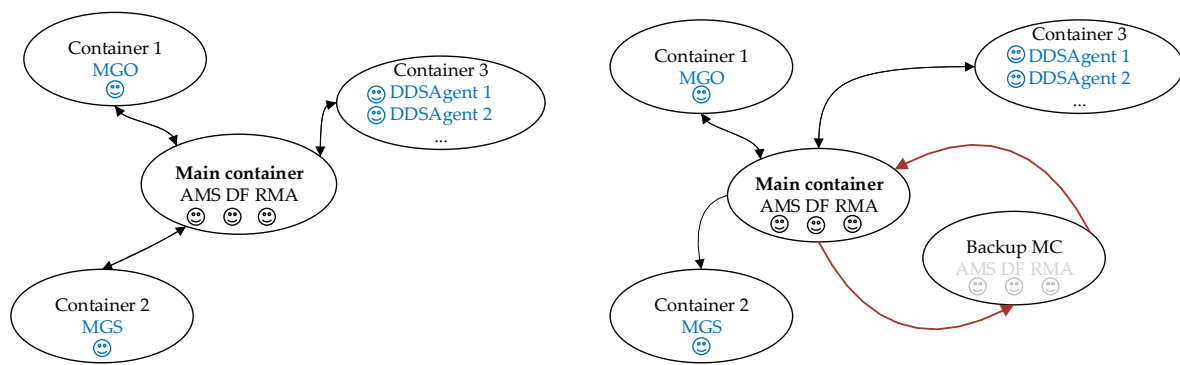 Container 1
MGO
Container 3
DDSAgent 1
DDSAgent 2
...
Main container
AMS DF RMA
Container 2
MGS
Container 1
MGO
Container 3
DDSAgent 1
DDSAgent 2
...
Main container
AMS DF RMA
Backup MC
AMS DF RMA
Container 2
MGS